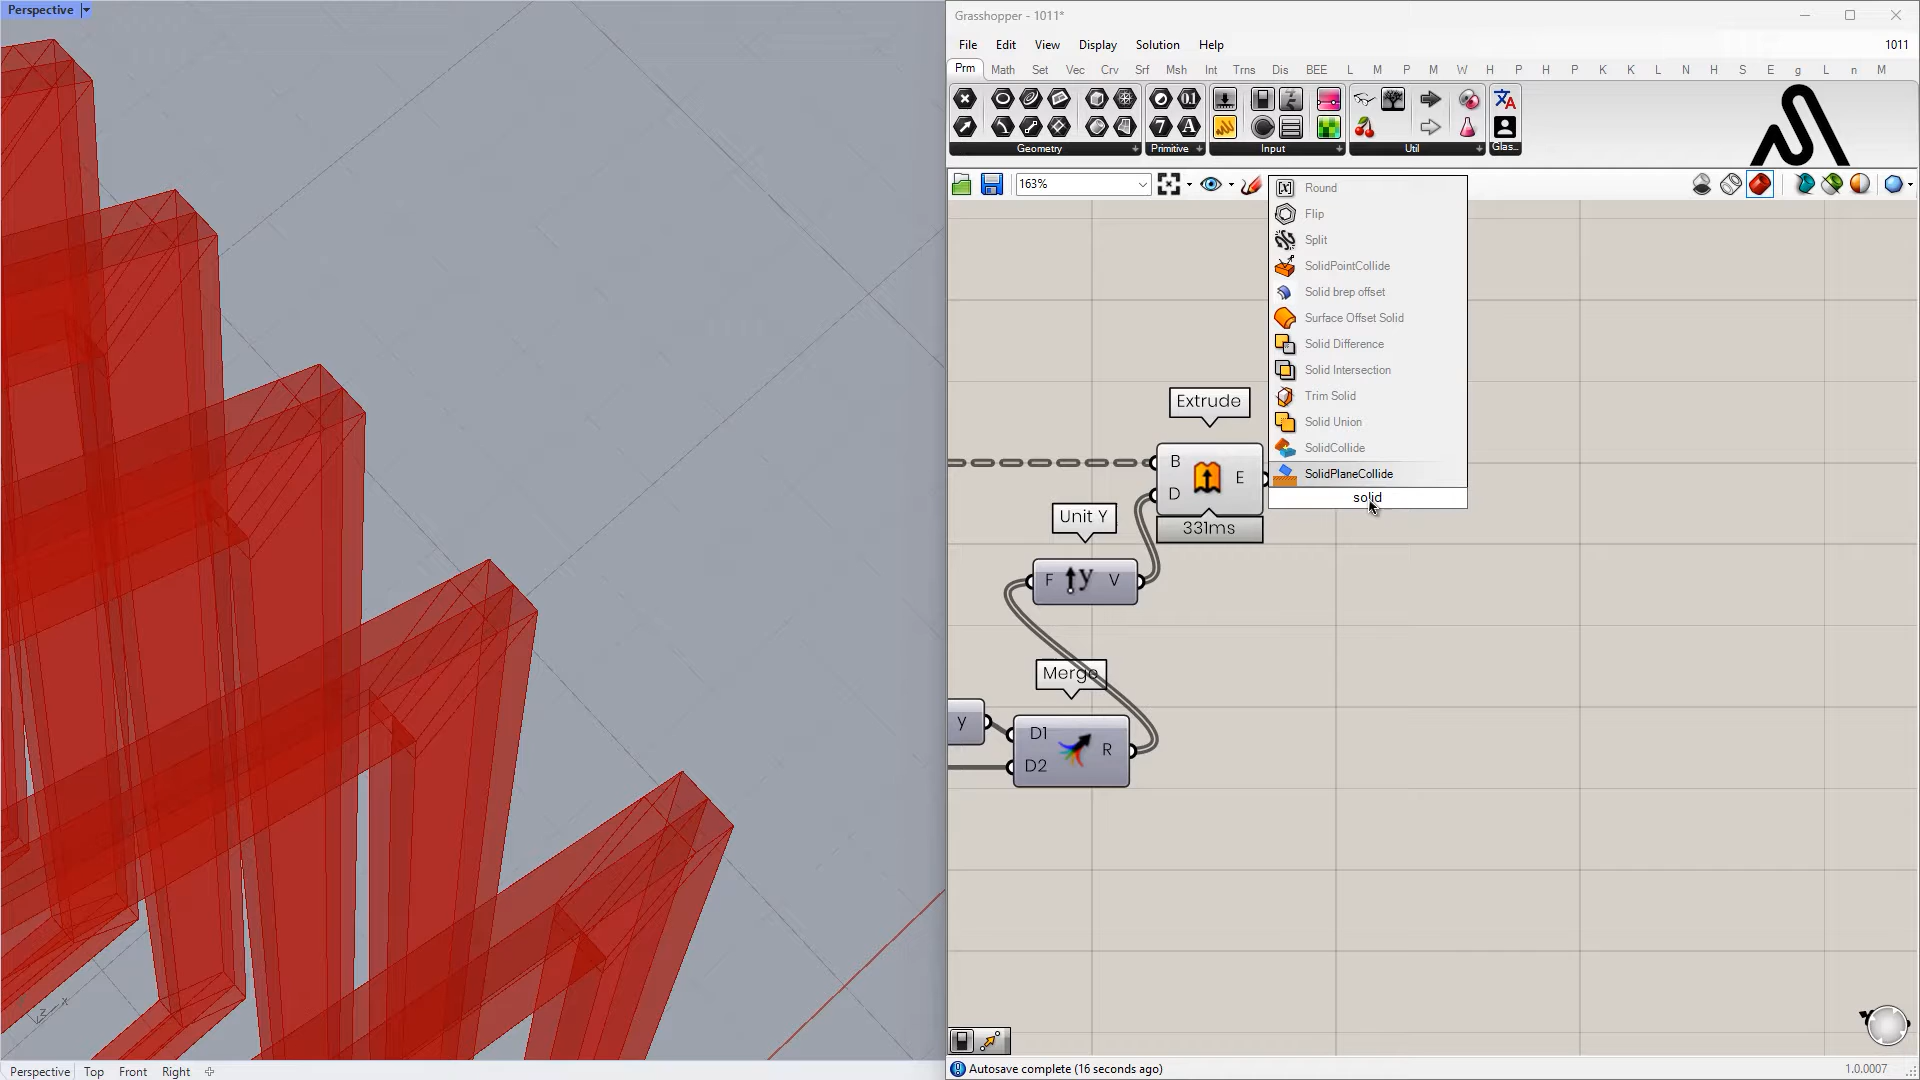 Perspective
Grasshopper - 1011*
File Edit View Display Solution Help 1011
Prm Math Set Vec Crv Srf Msh Int Trns Dis BEE L M P M W H P H P K K L N H S E g L n M
Geometry Primitive Input Util Glas...
163%
Round
Flip
Split
SolidPointCollide
Solid brep offset
Surface Offset Solid
Solid Difference
Solid Intersection
Trim Solid
Solid Union
SolidCollide
SolidPlaneCollide
solid
Extrude
B
D
E
331ms
Unit Y
F y V
Merge
y
D1
D2
R
x
z
Perspective Top Front Right
Autosave complete (16 seconds ago)
1.0.0007